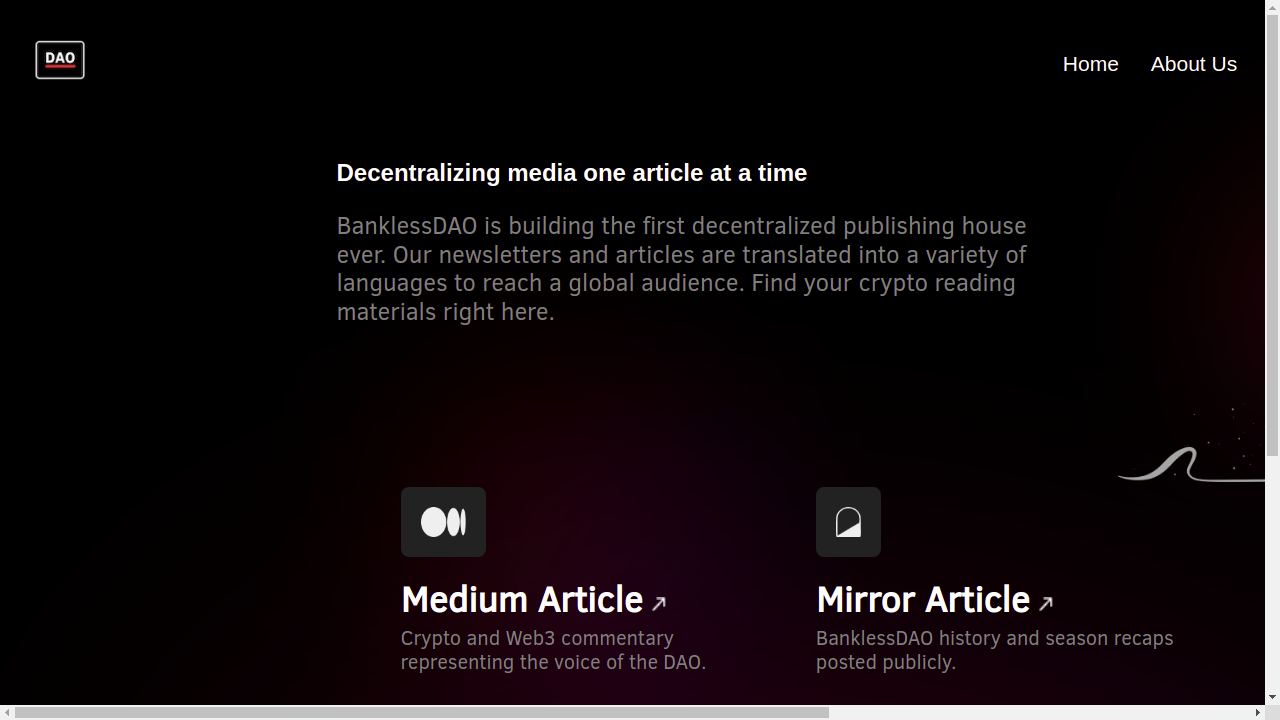 DAO
Home
About Us
Decentralizing media one article at a time
BanklessDAO is building the first decentralized publishing house
ever. Our newsletters and articles are translated into a variety of
languages to reach a global audience. Find your crypto reading
materials right here.
Medium Article
Crypto and Web3 commentary
representing the voice of the DAO.
Mirror Article
BanklessDAO history and season recaps
posted publicly.